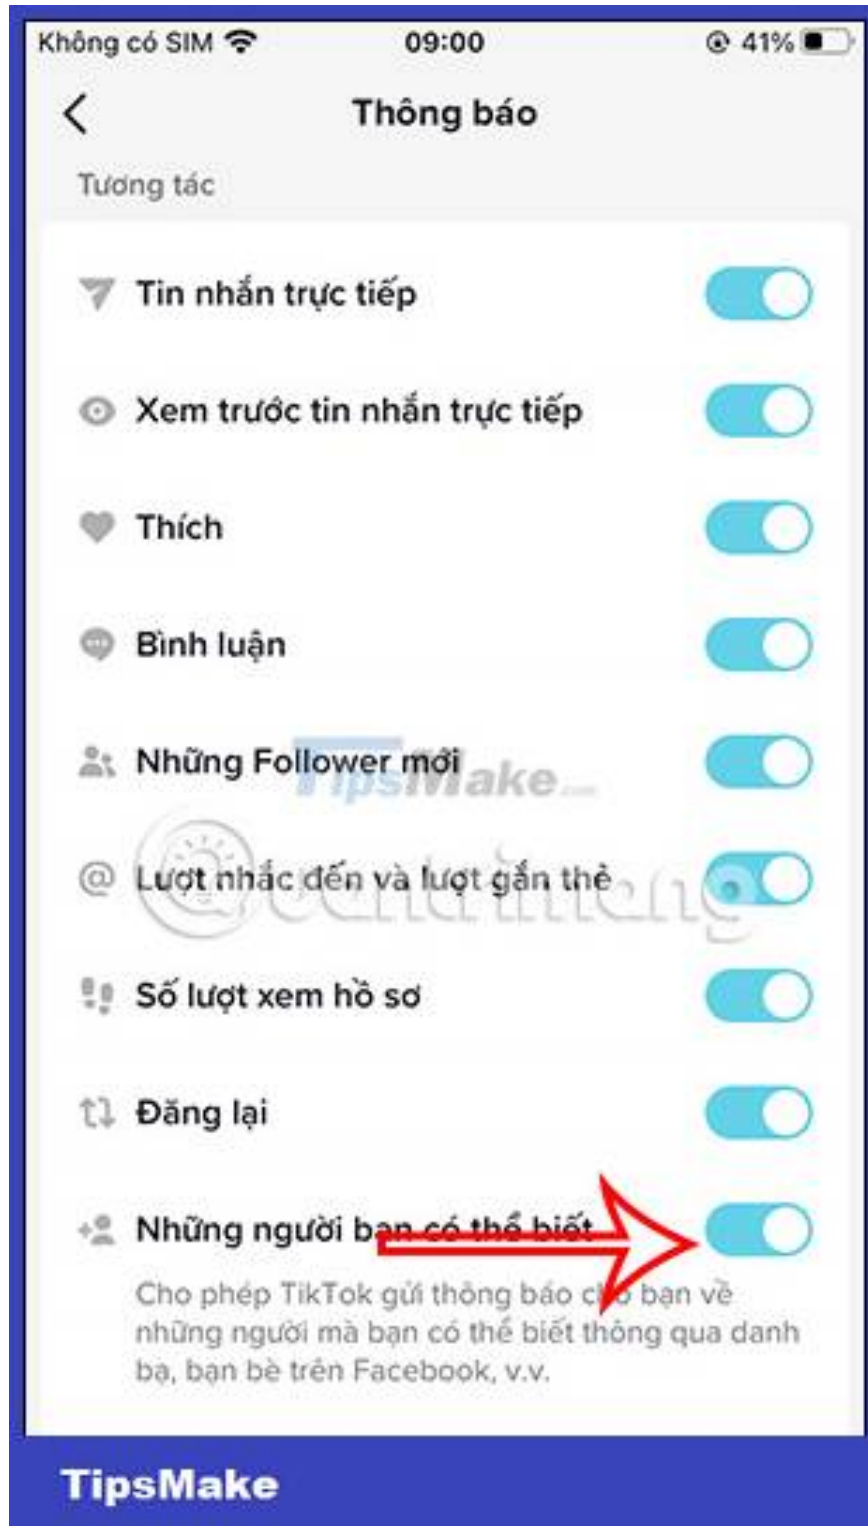 Không có SIM 09:00 41%
Thông báo
Tương tác
Tin nhắn trực tiếp
Xem trước tin nhắn trực tiếp
Thích
Bình luận
Những Follower mới
TipsMake.com
@ Lượt nhắc đến và lượt gắn thẻ
Quantrimang
Số lượt xem hồ sơ
Đăng lại
Những người bạn có thể biết
Cho phép TikTok gửi thông báo cho bạn về
những người mà bạn có thể biết thông qua danh
bạ, bạn bè trên Facebook, v.v.
TipsMake